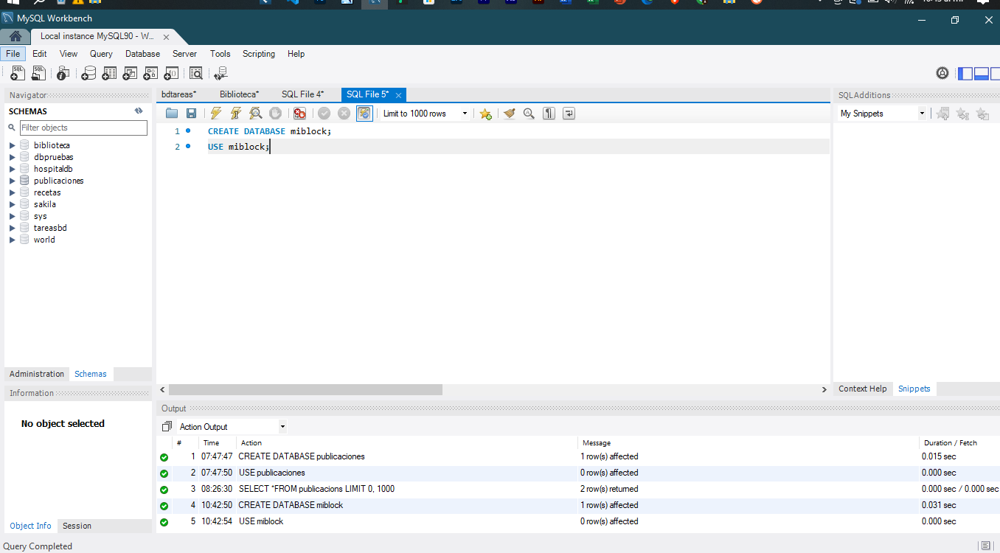 MySQL Workbench
Local instance MySQL90 - W...
File Edit View Query Database Server Tools Scripting Help
Navigator
SCHEMAS
Filter objects
biblioteca
dbpruebas
hospitaldb
publicaciones
recetas
sakila
sys
tareasbd
world
Administration Schemas
Information
No object selected
Object Info Session
bdtareas* Biblioteca* SQL File 4* SQL File 5*
Limit to 1000 rows
1 CREATE DATABASE miblock;
2 USE miblock;
SQLAdditions
My Snippets
Context Help Snippets
Output
Action Output
# Time Action Message Duration / Fetch
1 07:47:47 CREATE DATABASE publicaciones 1 row(s) affected 0.015 sec
2 07:47:50 USE publicaciones 0 row(s) affected 0.000 sec
3 08:26:30 SELECT *FROM publicacions LIMIT 0, 1000 2 row(s) returned 0.000 sec / 0.000 sec
4 10:42:50 CREATE DATABASE miblock 1 row(s) affected 0.031 sec
5 10:42:54 USE miblock 0 row(s) affected 0.000 sec
Query Completed